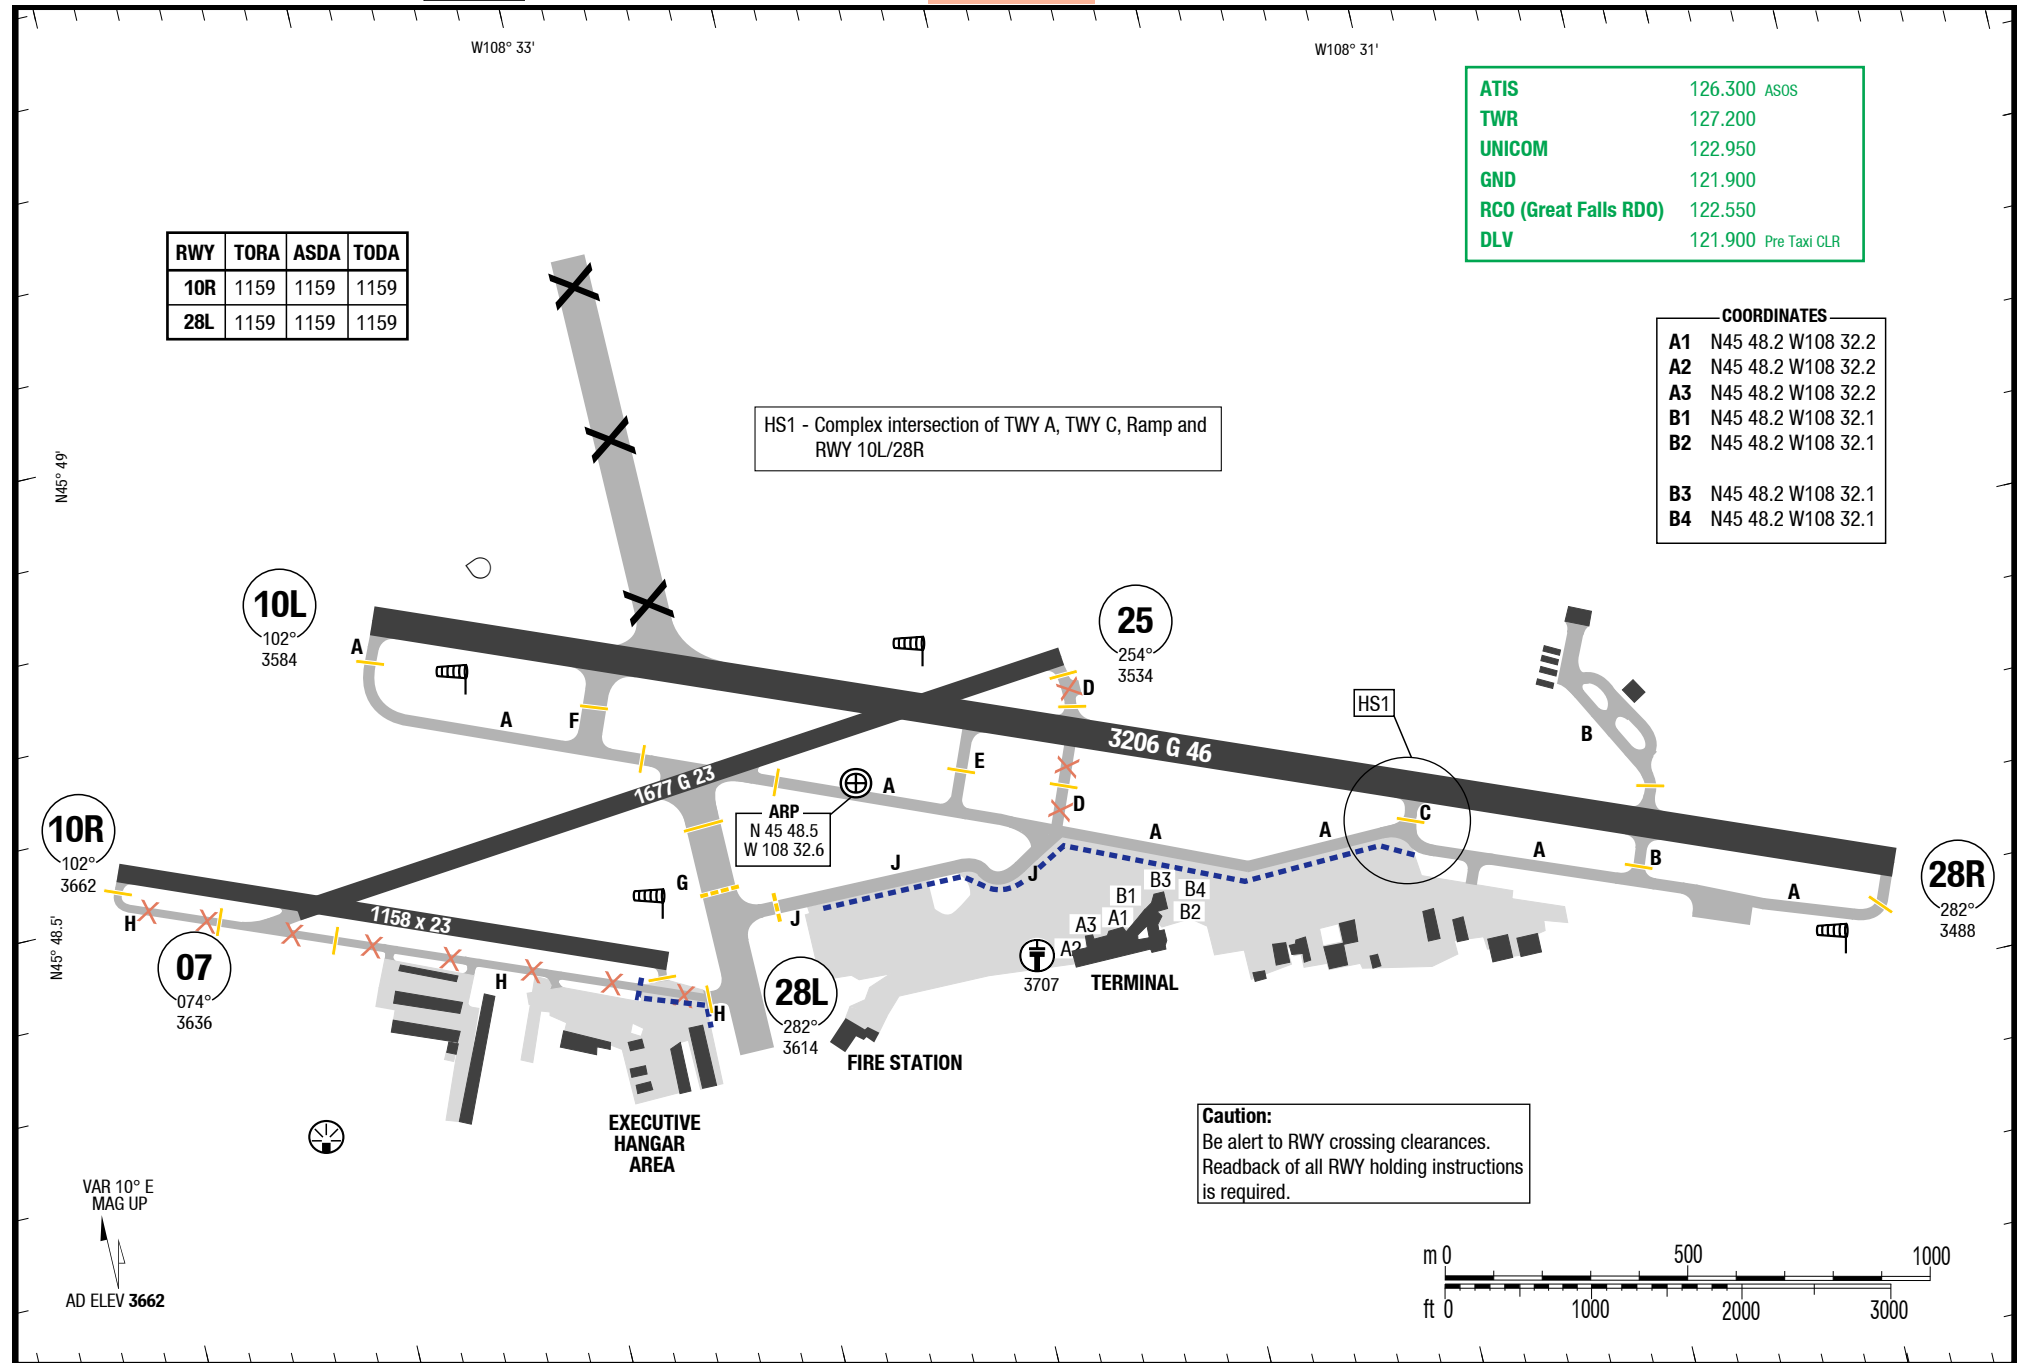 W108° 33'
W108° 31'
ATIS 126.300 ASOS
TWR 127.200
UNICOM 122.950
GND 121.900
RCO (Great Falls RDO) 122.550
DLV 121.900 Pre Taxi CLR
RWY TORA ASDA TODA
10R 1159 1159 1159
28L 1159 1159 1159
COORDINATES
A1 N45 48.2 W108 32.2
A2 N45 48.2 W108 32.2
A3 N45 48.2 W108 32.2
B1 N45 48.2 W108 32.1
B2 N45 48.2 W108 32.1
B3 N45 48.2 W108 32.1
B4 N45 48.2 W108 32.1
HS1 - Complex intersection of TWY A, TWY C, Ramp and
RWY 10L/28R
N45° 49'
10L
102°
3584
25
254°
3534
A
D
HS1
A
F
B
3206 G 46
E
1677 G 23
A
D
ARP
N 45 48.5
W 108 32.6
C
A
A
A
B
10R
102°
3662
J
J
G
J
A
28R
282°
3488
N45° 48.5'
H
1158 x 23
B3
B4
B1
B2
A1
A3
A2
07
074°
3636
H
H
28L
282°
3614
3707
TERMINAL
FIRE STATION
EXECUTIVE
HANGAR
AREA
Caution:
Be alert to RWY crossing clearances.
Readback of all RWY holding instructions
is required.
VAR 10° E
MAG UP
AD ELEV 3662
m 0 500 1000
ft 0 1000 2000 3000